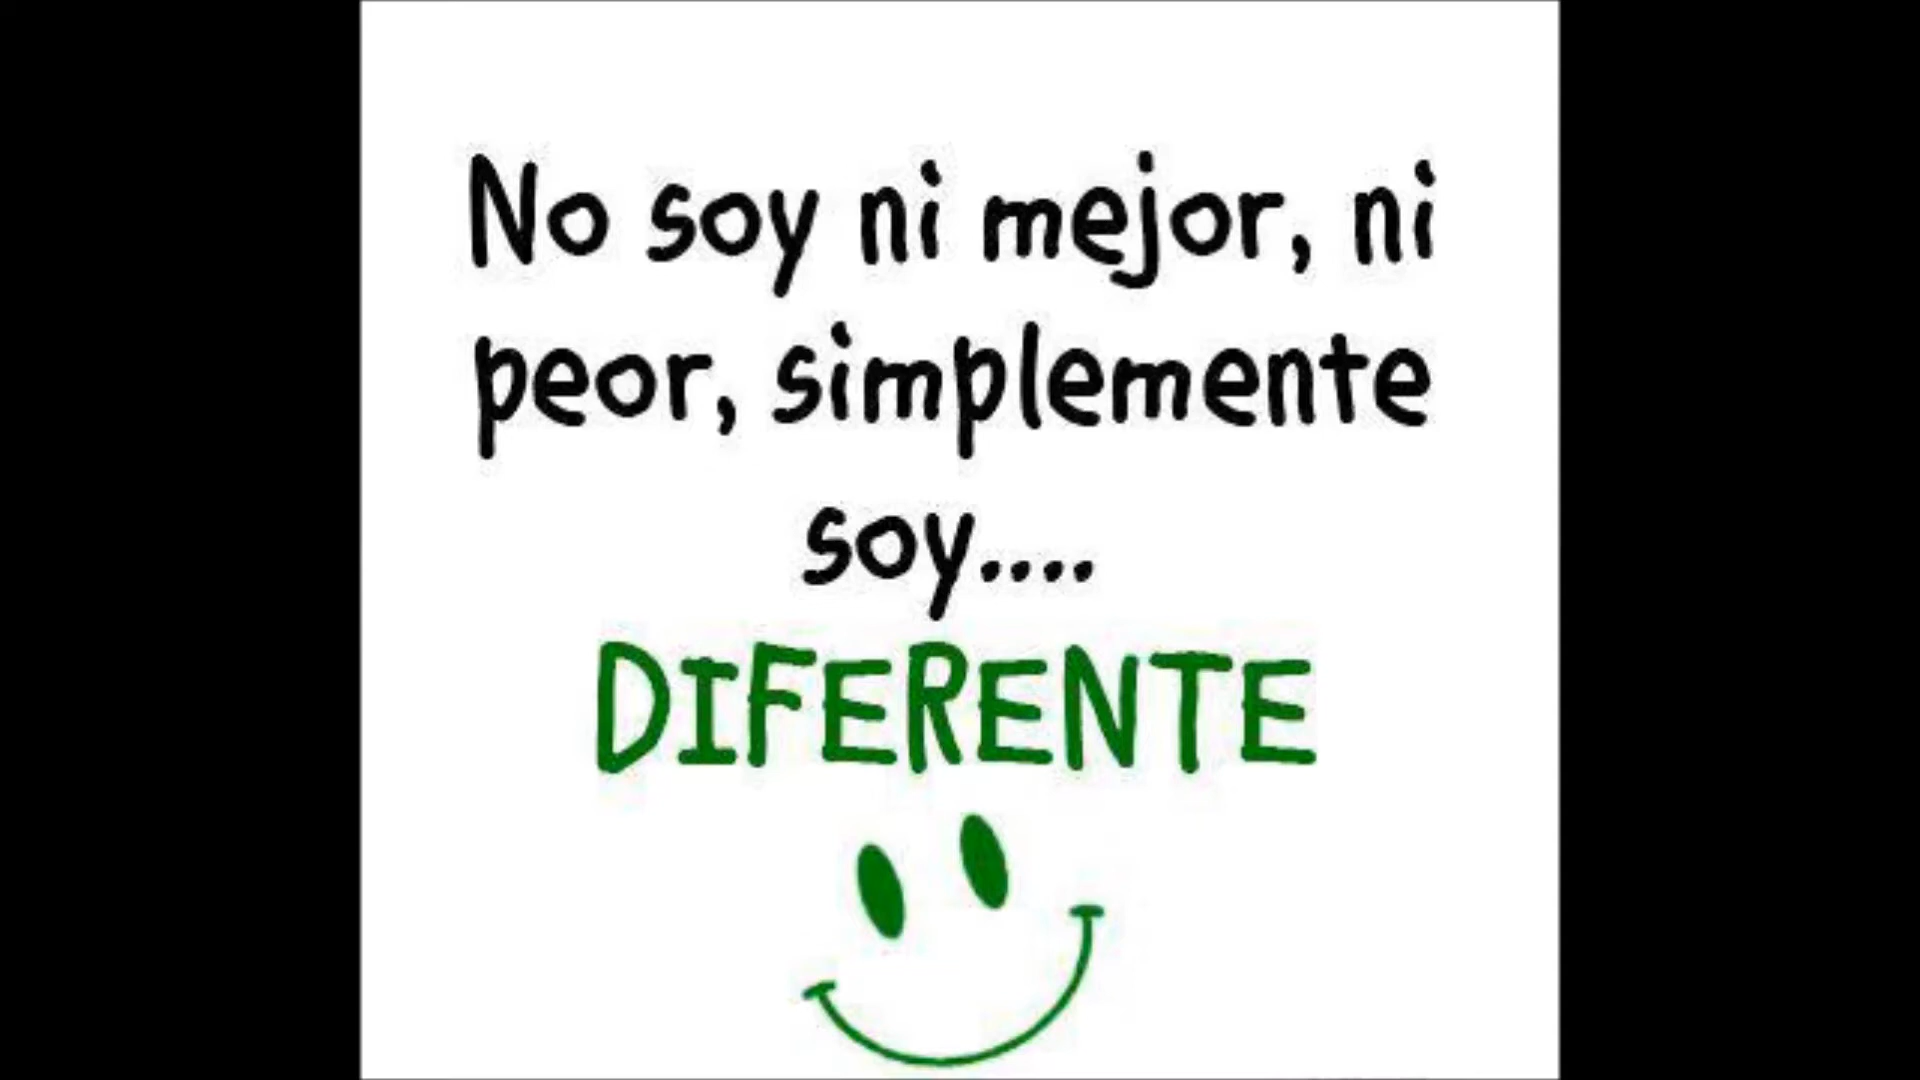 No soy ni mejor, ni
peor, simplemente
soy....
DIFERENTE